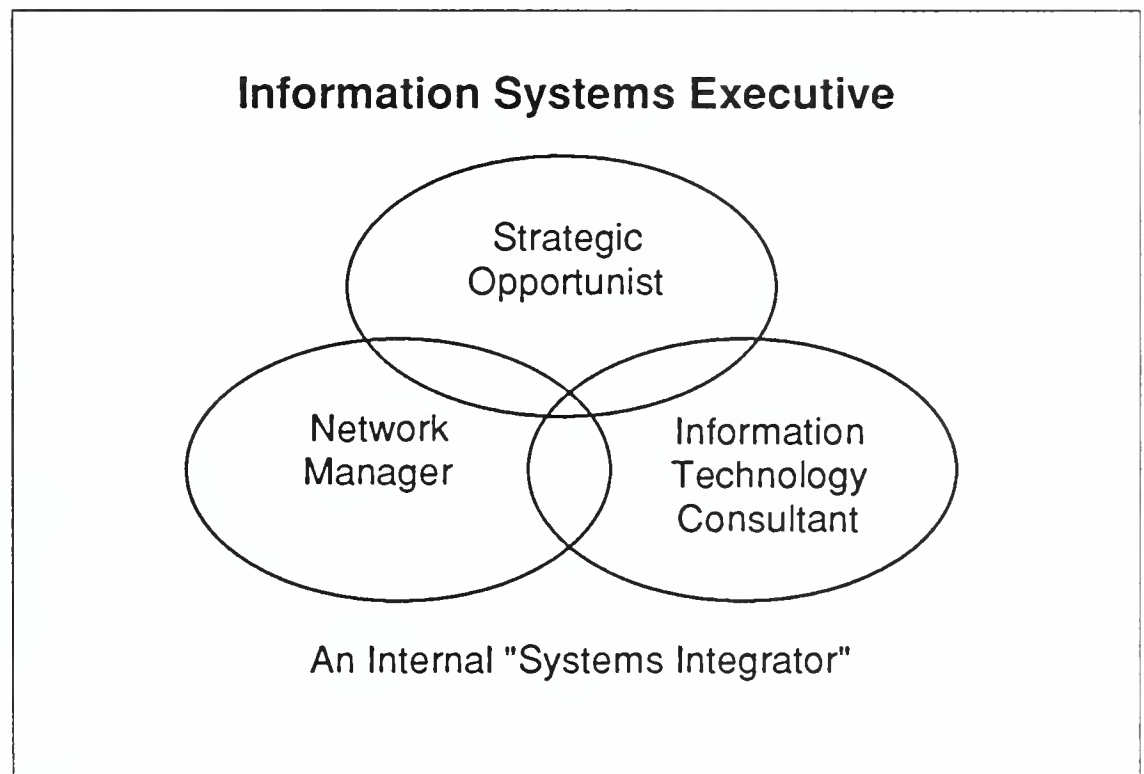 Information Systems Executive
Strategic
Opportunist
Network
Manager
Information
Technology
Consultant
An Internal "Systems Integrator"